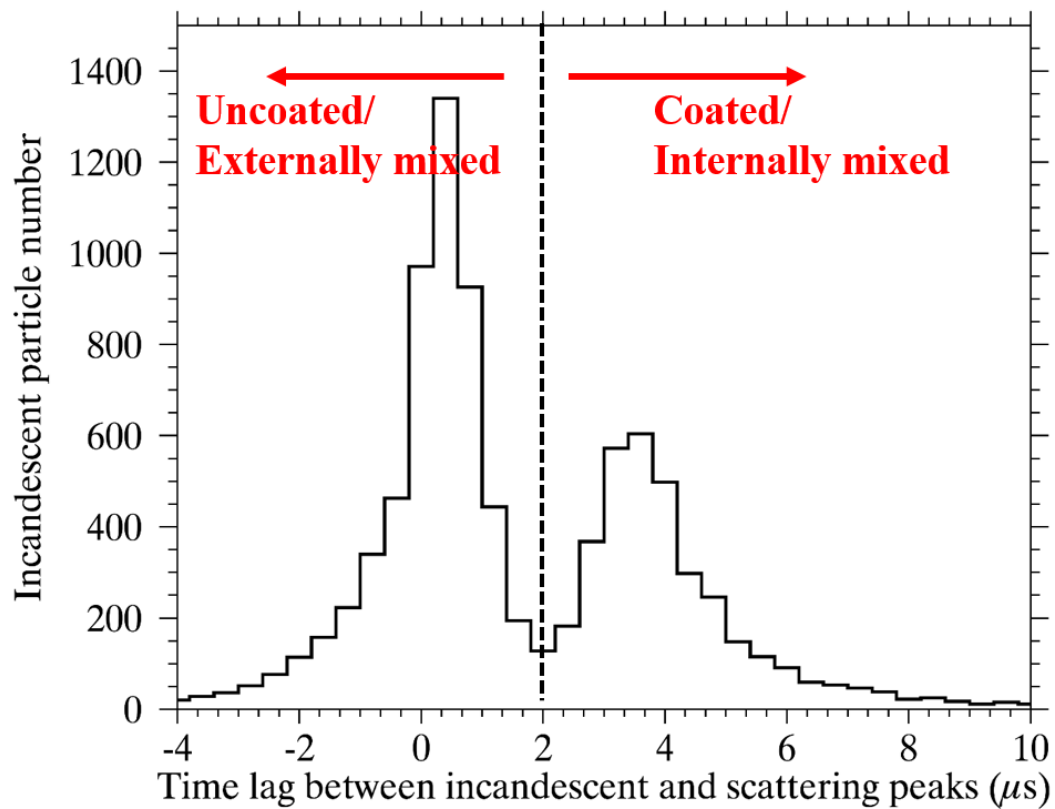 1400
1200
1000
800
600
400
200
0
Incandescent particle number
Uncoated/
Externally mixed
Coated/
Internally mixed
-4 -2 0 2 4 6 8 10
Time lag between incandescent and scattering peaks (μs)